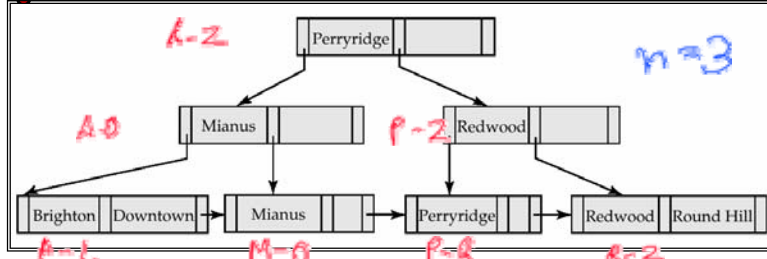 A-Z Perryridge n=3
A-O Mianus P-Z Redwood
Brighton Downtown Mianus Perryridge Redwood Round Hill
A-L M-O P-Q R-Z